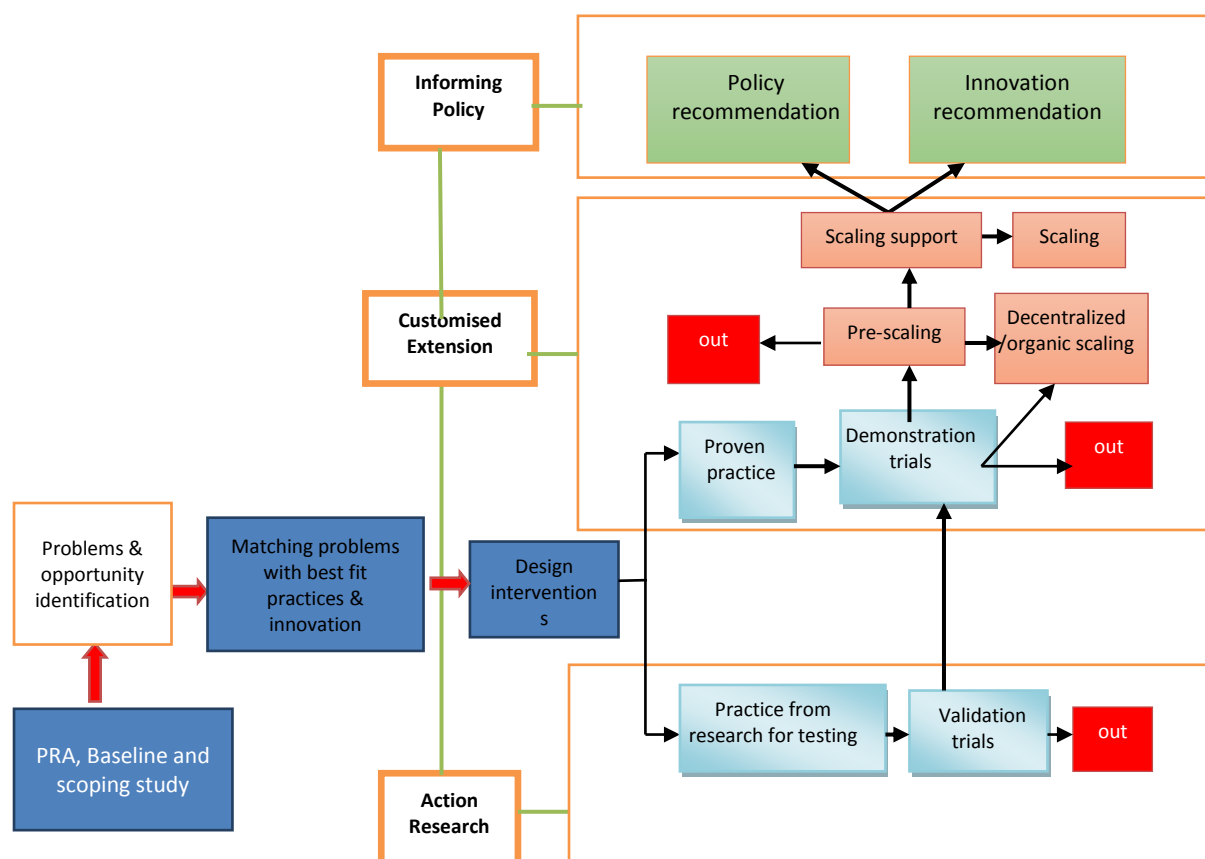 Informing
Policy
Policy
recommendation
Innovation
recommendation
Scaling support
Scaling
Customised
Extension
out
Pre-scaling
Decentralized
/organic scaling
Proven
practice
Demonstration
trials
out
Problems &
opportunity
identification
Matching problems
with best fit
practices &
innovation
Design
intervention
s
PRA, Baseline and
scoping study
Practice from
research for testing
Validation
trials
out
Action
Research